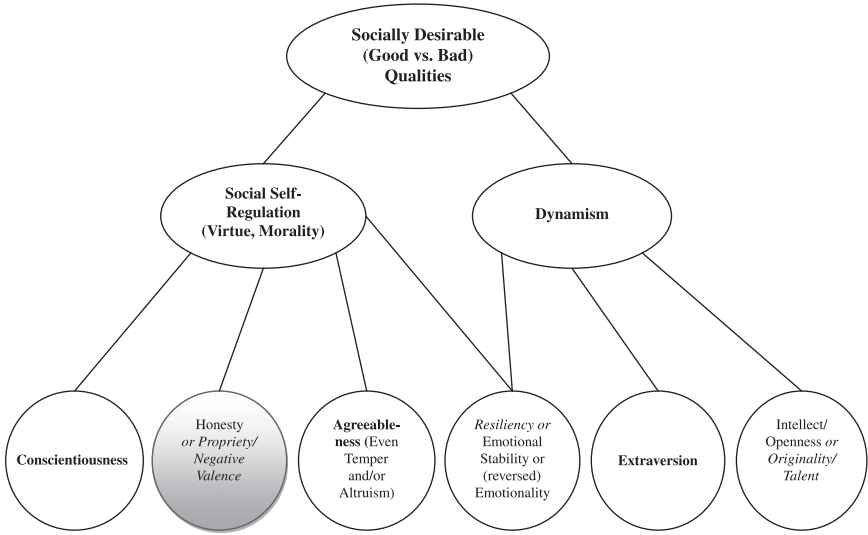 Socially Desirable
(Good vs. Bad)
Qualities
Social Self-
Regulation
(Virtue, Morality)
Dynamism
Conscientiousness
Honesty
or Propriety/
Negative
Valence
Agreeable-
ness (Even
Temper
and/or
Altruism)
Resiliency or
Emotional
Stability or
(reversed)
Emotionality
Extraversion
Intellect/
Openness or
Originality/
Talent